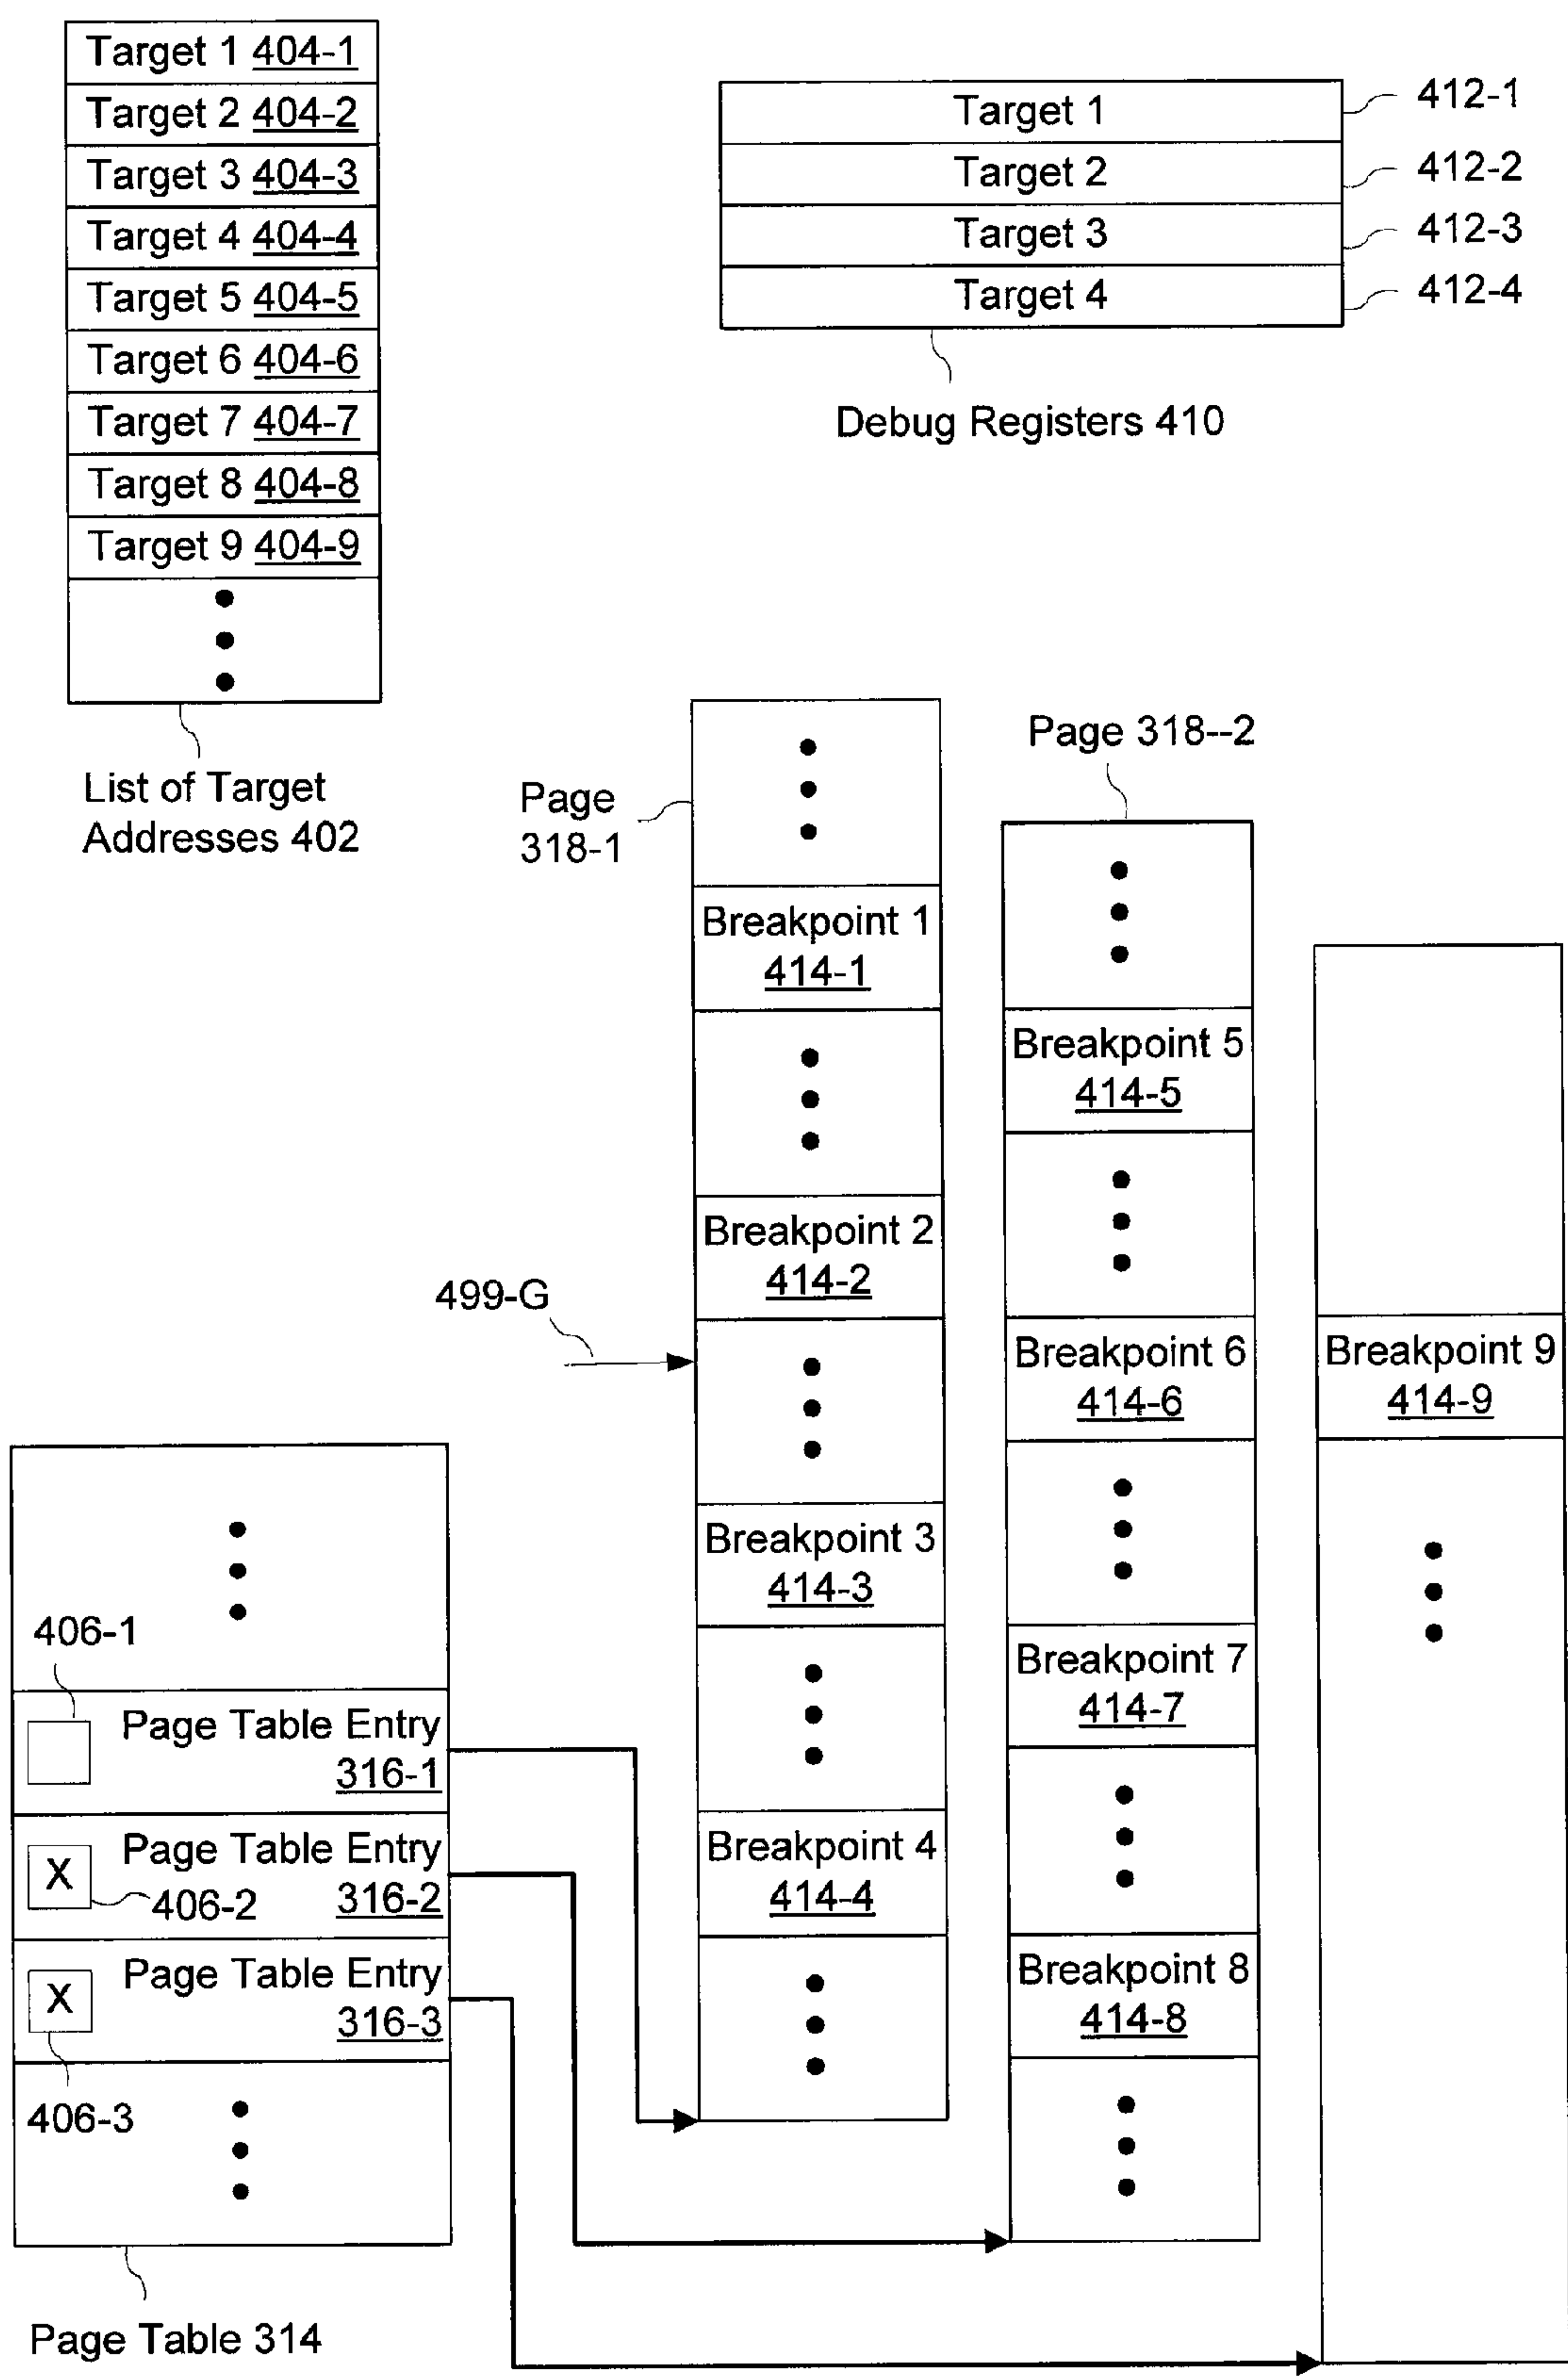 Target 1 404-1
Target 2 404-2
Target 3 404-3
Target 4 404-4
Target 5 404-5
Target 6 404-6
Target 7 404-7
Target 8 404-8
Target 9 404-9
List of Target
Addresses 402
Target 1
412-1
Target 2
412-2
Target 3
412-3
Target 4
412-4
Debug Registers 410
Page
318-1
Breakpoint 1
414-1
Breakpoint 2
414-2
499-G
Breakpoint 3
414-3
Breakpoint 4
414-4
Page 318--2
Breakpoint 5
414-5
Breakpoint 6
414-6
Breakpoint 7
414-7
Breakpoint 8
414-8
Breakpoint 9
414-9
406-1
Page Table Entry
316-1
X
Page Table Entry
406-2
316-2
X
Page Table Entry
316-3
406-3
Page Table 314